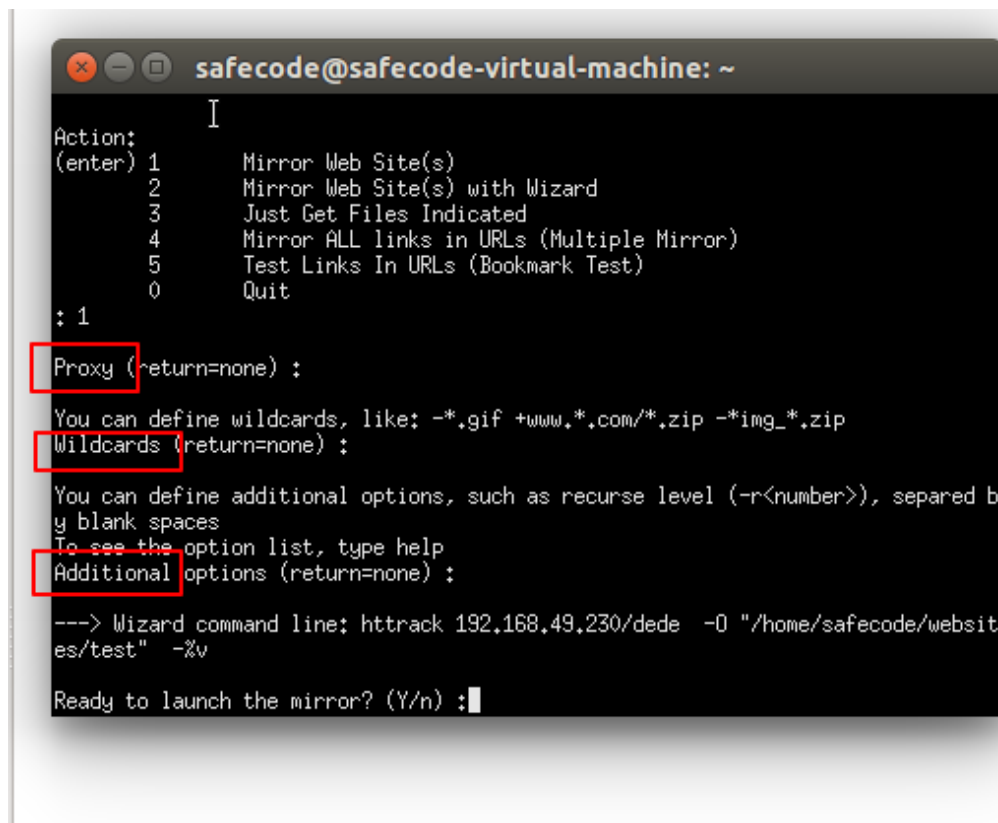 safecode@safecode-virtual-machine: ~
Action:
(enter) 1 Mirror Web Site(s)
2 Mirror Web Site(s) with Wizard
3 Just Get Files Indicated
4 Mirror ALL links in URLs (Multiple Mirror)
5 Test Links In URLs (Bookmark Test)
0 Quit
: 1
Proxy (return=none) :
You can define wildcards, like: -*.gif +www.*.com/*.zip -*img_*.zip
Wildcards (return=none) :
You can define additional options, such as recurse level (-r<number>), separed b
y blank spaces
To see the option list, type help
Additional options (return=none) :
---> Wizard command line: httrack 192.168.49.230/dede -O "/home/safecode/websit
es/test" -%v
Ready to launch the mirror? (Y/n) :